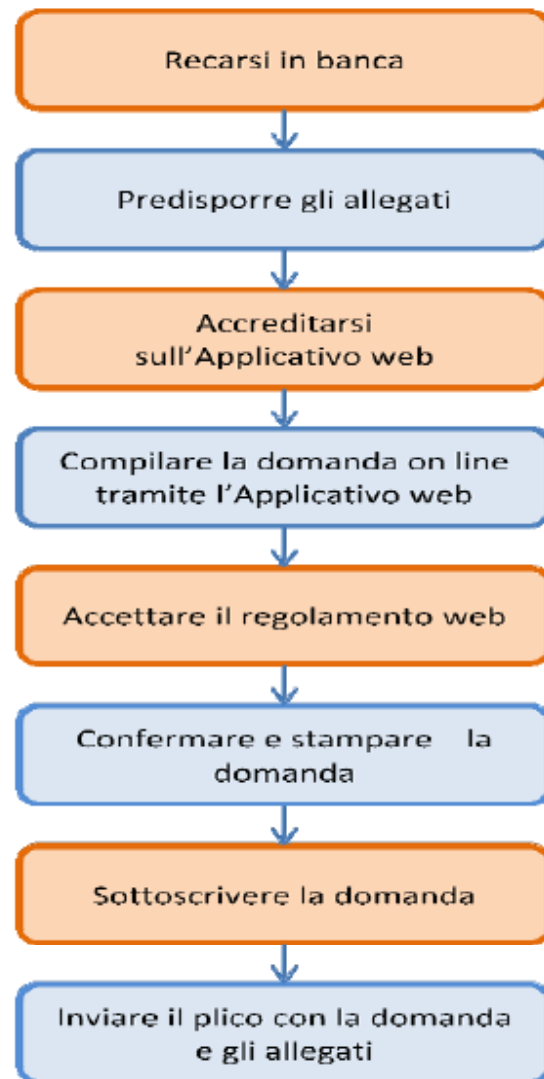 Recarsi in banca
Predisporre gli allegati
Accreditarsi
sull'Applicativo web
Compilare la domanda on line
tramite l'Applicativo web
Accettare il regolamento web
Confermare e stampare la
domanda
Sottoscrivere la domanda
Inviare il plico con la domanda
e gli allegati